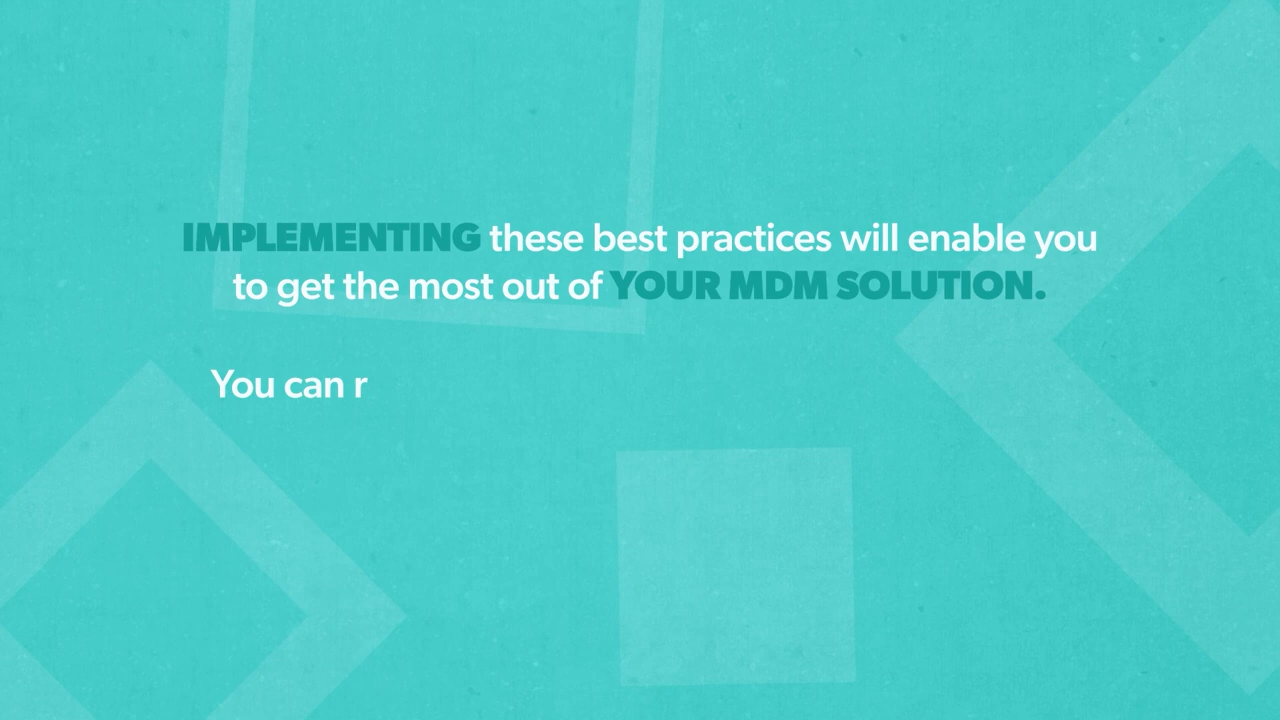 IMPLEMENTING these best practices will enable you
to get the most out of YOUR MDM SOLUTION.
You can r